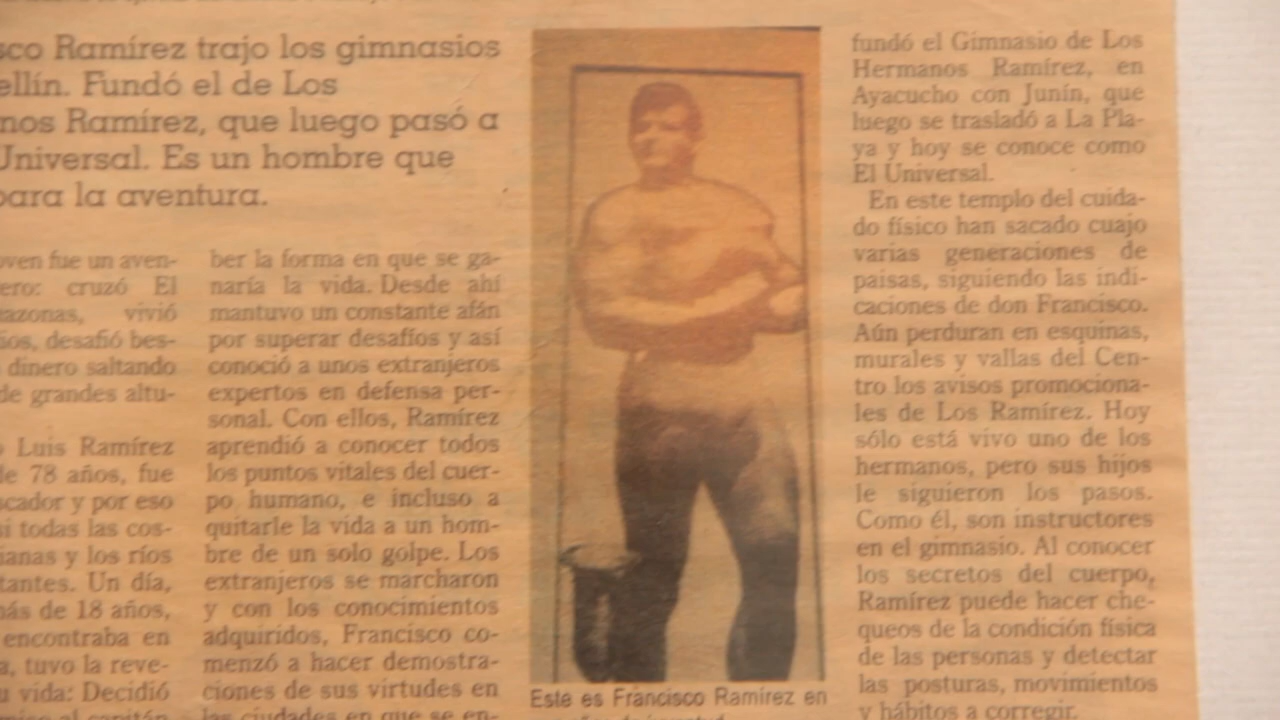 sco Ramírez trajo los gimnasios
ellín. Fundó el de Los
nos Ramírez, que luego pasó a
Universal. Es un hombre que
para la aventura.
oven fue un aven-
ero: cruzó El
azonas, vivió
ios, desafió bes-
dinero saltando
de grandes altu-
o Luis Ramírez
de 78 años, fue
scador y por eso
si todas las cos-
ianas y los ríos
tantes. Un día,
más de 18 años,
encontraba en
a, tuvo la reve-
u vida: Decidió
al capitán
ber la forma en que se ga-
naría la vida. Desde ahí
mantuvo un constante afán
por superar desafíos y así
conoció a unos extranjeros
expertos en defensa per-
sonal. Con ellos, Ramírez
aprendió a conocer todos
los puntos vitales del cuer-
po humano, e incluso a
quitarle la vida a un hom-
bre de un solo golpe. Los
extranjeros se marcharon
y con los conocimientos
adquiridos, Francisco co-
menzó a hacer demostra-
ciones de sus virtudes en
las ciudades en que se en-
Este es Francisco Ramírez en
fundó el Gimnasio de Los
Hermanos Ramírez, en
Ayacucho con Junín, que
luego se trasladó a La Pla-
ya y hoy se conoce como
El Universal.
En este templo del cuida-
do físico han sacado cuajo
varias generaciones de
paisas, siguiendo las indi-
caciones de don Francisco.
Aún perduran en esquinas,
murales y vallas del Cen-
tro los avisos promociona-
les de Los Ramírez. Hoy
sólo está vivo uno de los
hermanos, pero sus hijos
le siguieron los pasos.
Como él, son instructores
en el gimnasio. Al conocer
los secretos del cuerpo,
Ramírez puede hacer che-
queos de la condición física
de las personas y detectar
las posturas, movimientos
y hábitos a corregir.